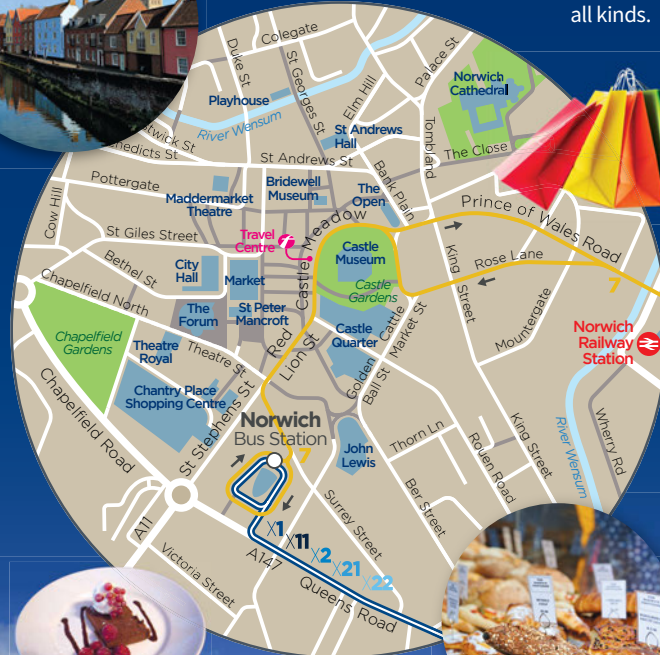 all kinds.
Colegate
Duke St
St Georges St
Elm Hill
Palace St
Norwich
Cathedral
Playhouse
River Wensum
St Andrews
Hall
Tombland
The Close
St Andrews St
Pottergate
Bridewell
Museum
Maddermarket
Theatre
The
Open
Bank Plain
Prince of Wales Road
Cow Hill
St Giles Street
Travel
Centre
Castle Meadow
Castle
Museum
King Street
Rose Lane
Bethel St
City
Hall
Market
Castle
Gardens
7
Chapelfield North
The
Forum
St Peter
Mancroft
Mountergate
Norwich
Railway
Station
Chapelfield
Gardens
Theatre
Royal
Theatre St
Red
Lion St
Castle
Quarter
Cattle
Market St
Golden
Ball St
Chapelfield Road
Chantry Place
Shopping Centre
St Stephens St
Norwich
Bus Station
7
John
Lewis
Thorn Ln
Rouen Road
King Street
River Wensum
Wherry Rd
Ber Street
Surrey Street
A11
Victoria Street
A147
X1
X11
X2
X21
X22
Queens Road